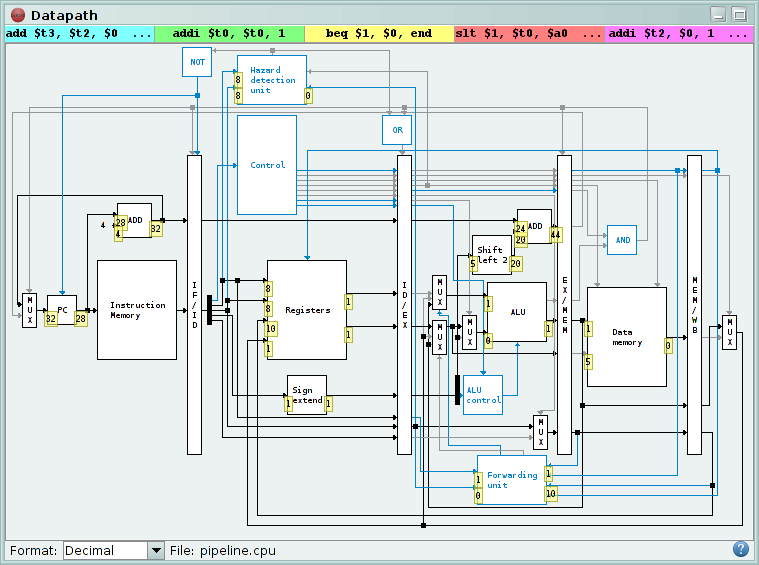 Datapath
add $t3, $t2, $0 ...
addi $t0, $t0, 1
beq $1, $0, end
slt $1, $t0, $a0 ...
addi $t2, $0, 1 ...
NOT
Hazard
detection
unit
8
8
0
OR
Control
4
28
4
ADD
32
MUX
PC
32
28
Instruction
Memory
IF/ID
8
8
10
1
Registers
1
1
Sign
extend
1
1
ID/EX
MUX
MUX
MUX
5
Shift
left 2
20
24
20
ADD
44
1
0
ALU
1
ALU
control
MUX
EX/MEM
AND
1
5
Data
memory
0
MEM/WB
MUX
1
0
Forwarding
unit
1
10
Format:
Decimal
File: pipeline.cpu
?